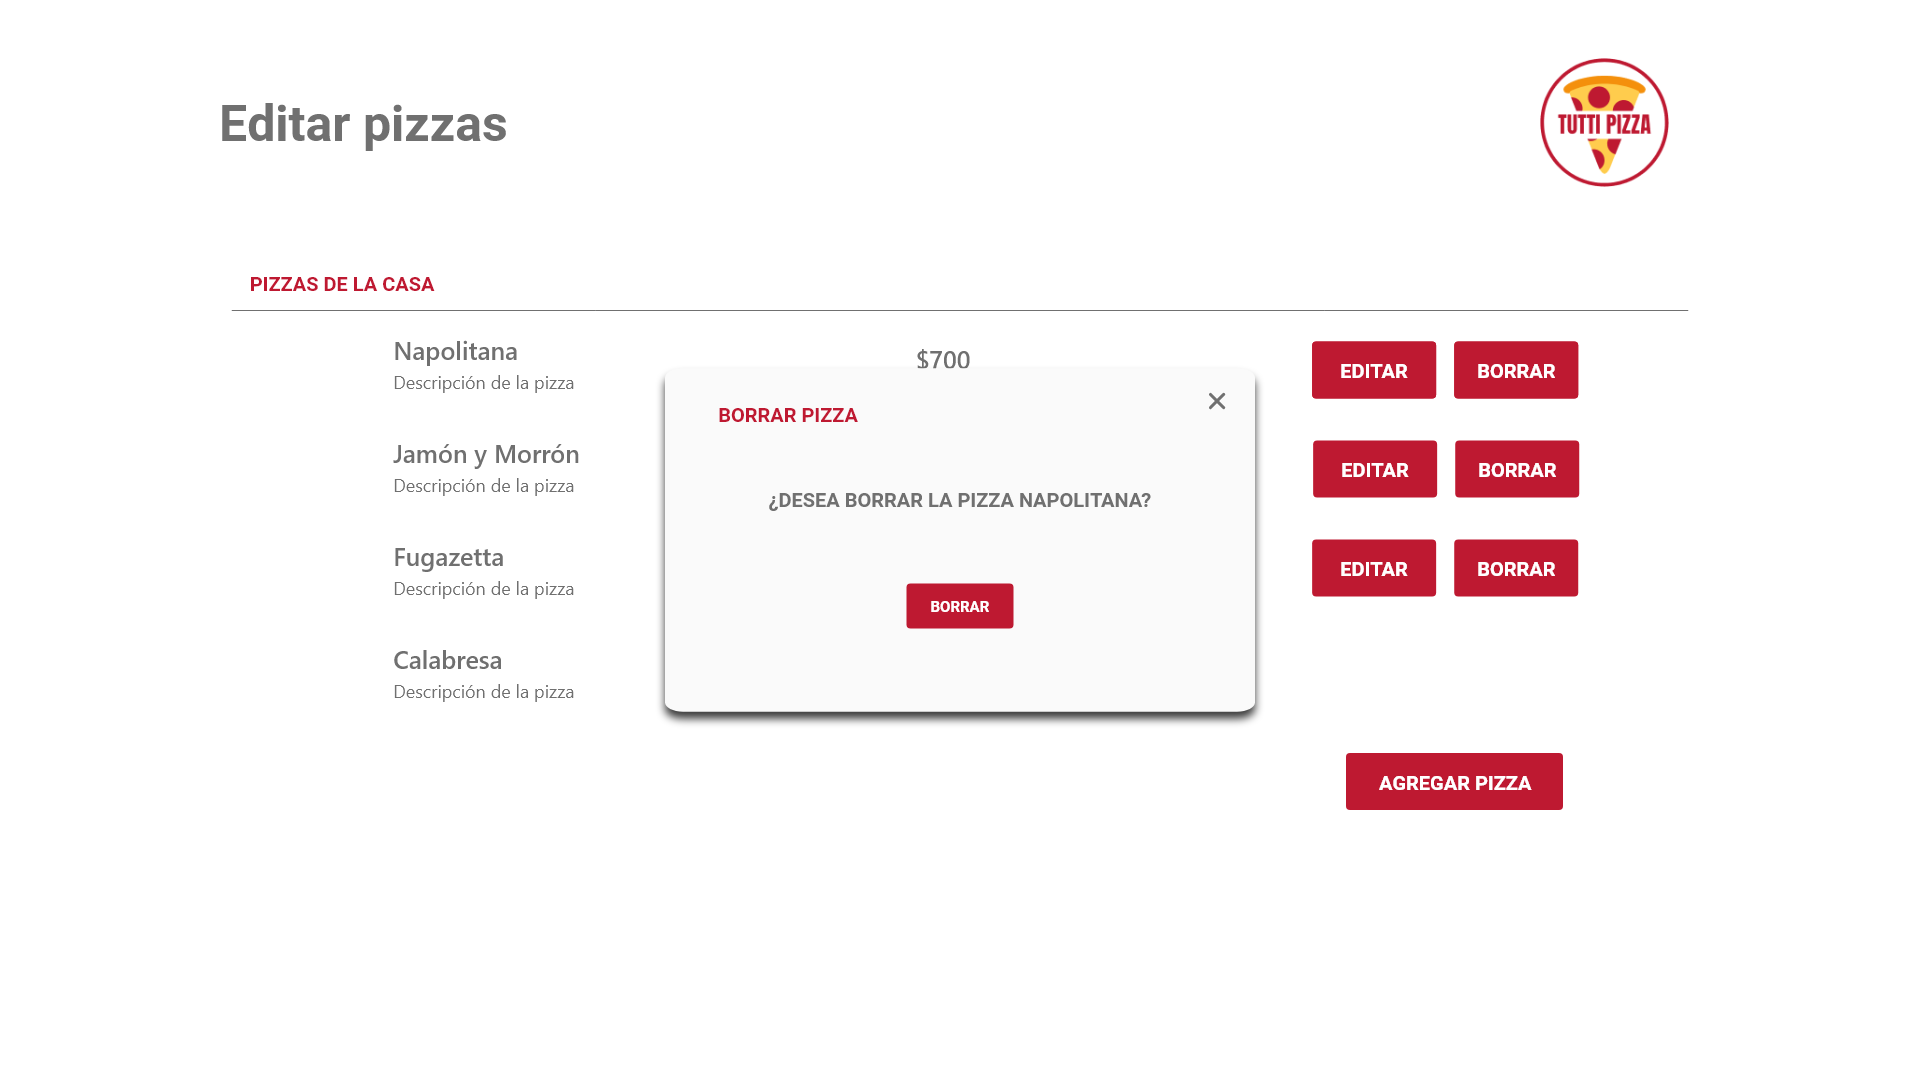 Editar pizzas
TUTTI PIZZA
PIZZAS DE LA CASA
Napolitana
$700
Descripción de la pizza
EDITAR
BORRAR
BORRAR PIZZA
Jamón y Morrón
Descripción de la pizza
EDITAR
BORRAR
¿DESEA BORRAR LA PIZZA NAPOLITANA?
Fugazetta
Descripción de la pizza
EDITAR
BORRAR
BORRAR
Calabresa
Descripción de la pizza
AGREGAR PIZZA